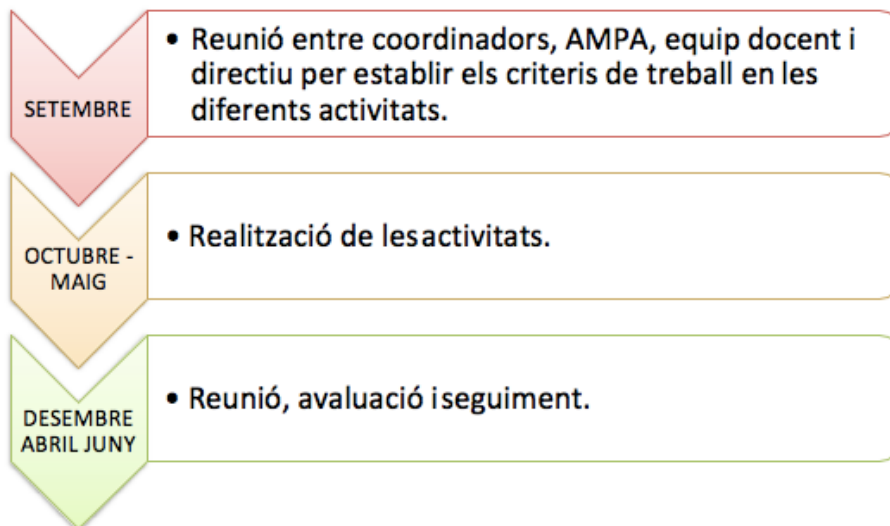 SETEMBRE
• Reunió entre coordinadors, AMPA, equip docent i
directiu per establir els criteris de treball en les
diferents activitats.
OCTUBRE -
MAIG
• Realització de lesactivitats.
DESEMBRE
ABRIL JUNY
• Reunió, avaluació iseguiment.